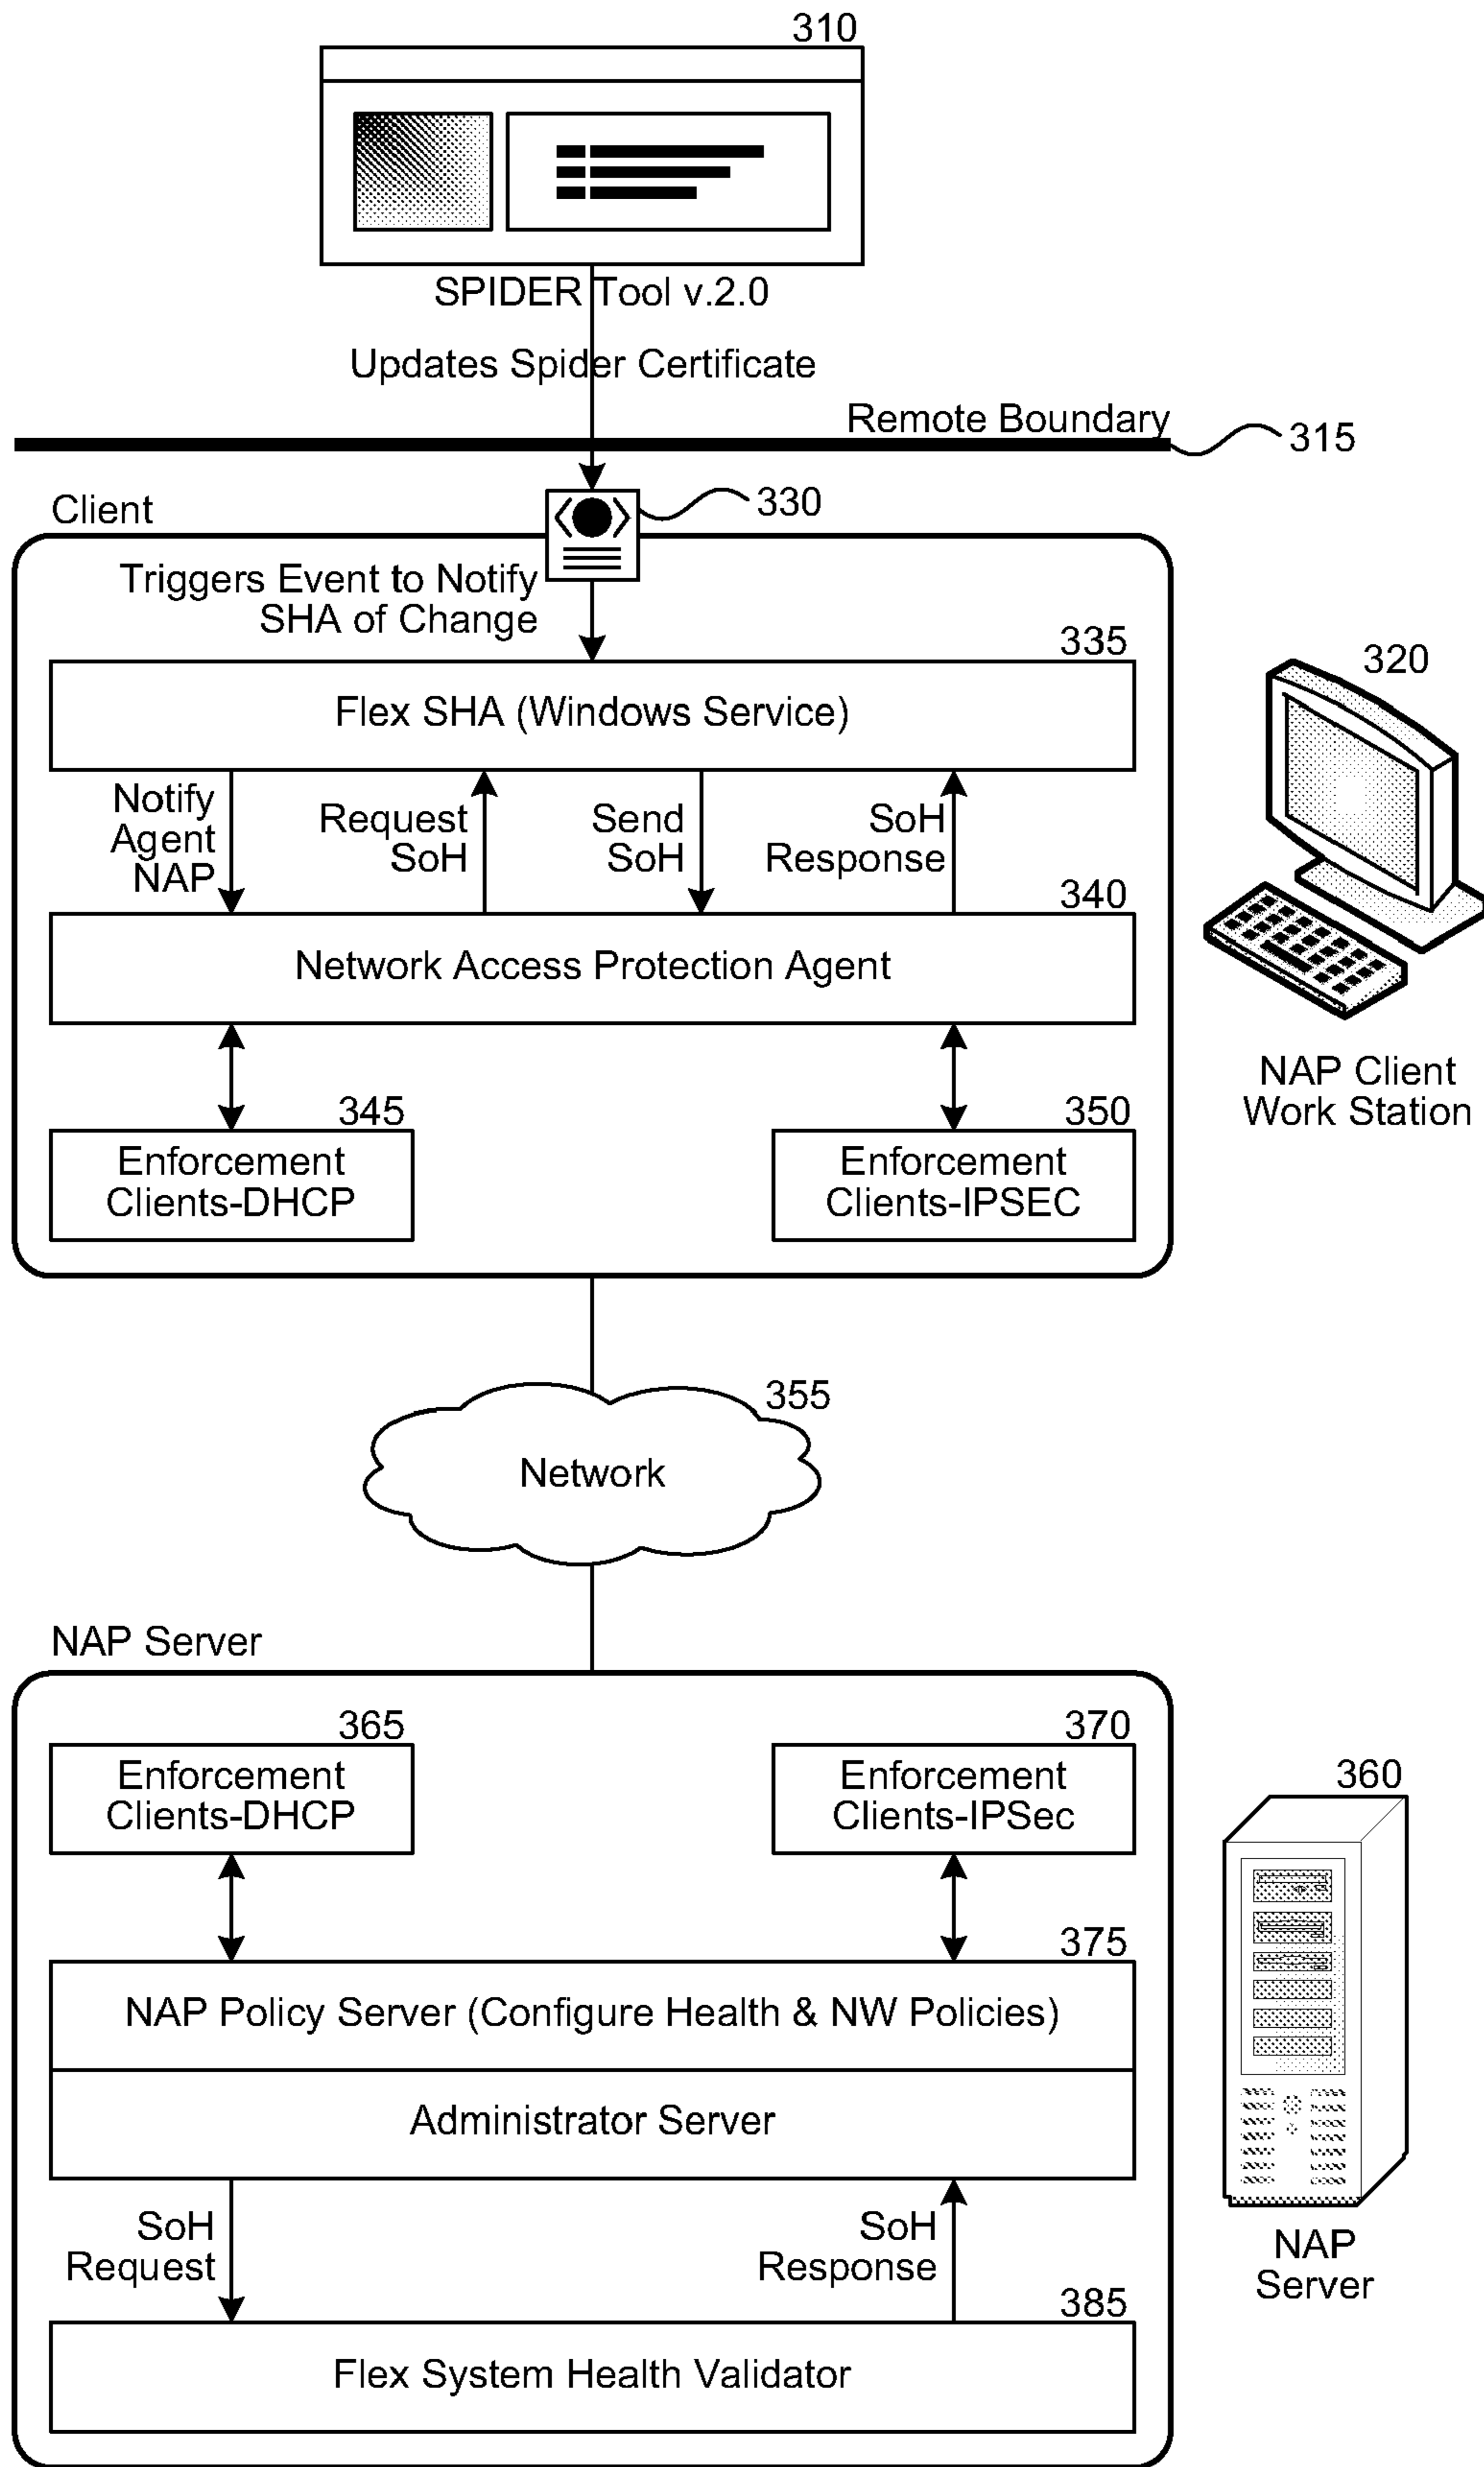 310
SPIDER Tool v.2.0
Updates Spider Certificate
Remote Boundary
315
Client
330
Triggers Event to Notify
SHA of Change
335
Flex SHA (Windows Service)
320
Notify
Agent
NAP
Request
SoH
Send
SoH
SoH
Response
340
Network Access Protection Agent
NAP Client
Work Station
345
Enforcement
Clients-DHCP
350
Enforcement
Clients-IPSEC
355
Network
NAP Server
365
Enforcement
Clients-DHCP
370
Enforcement
Clients-IPSec
360
375
NAP Policy Server (Configure Health & NW Policies)
Administrator Server
SoH
Request
SoH
Response
NAP
Server
385
Flex System Health Validator